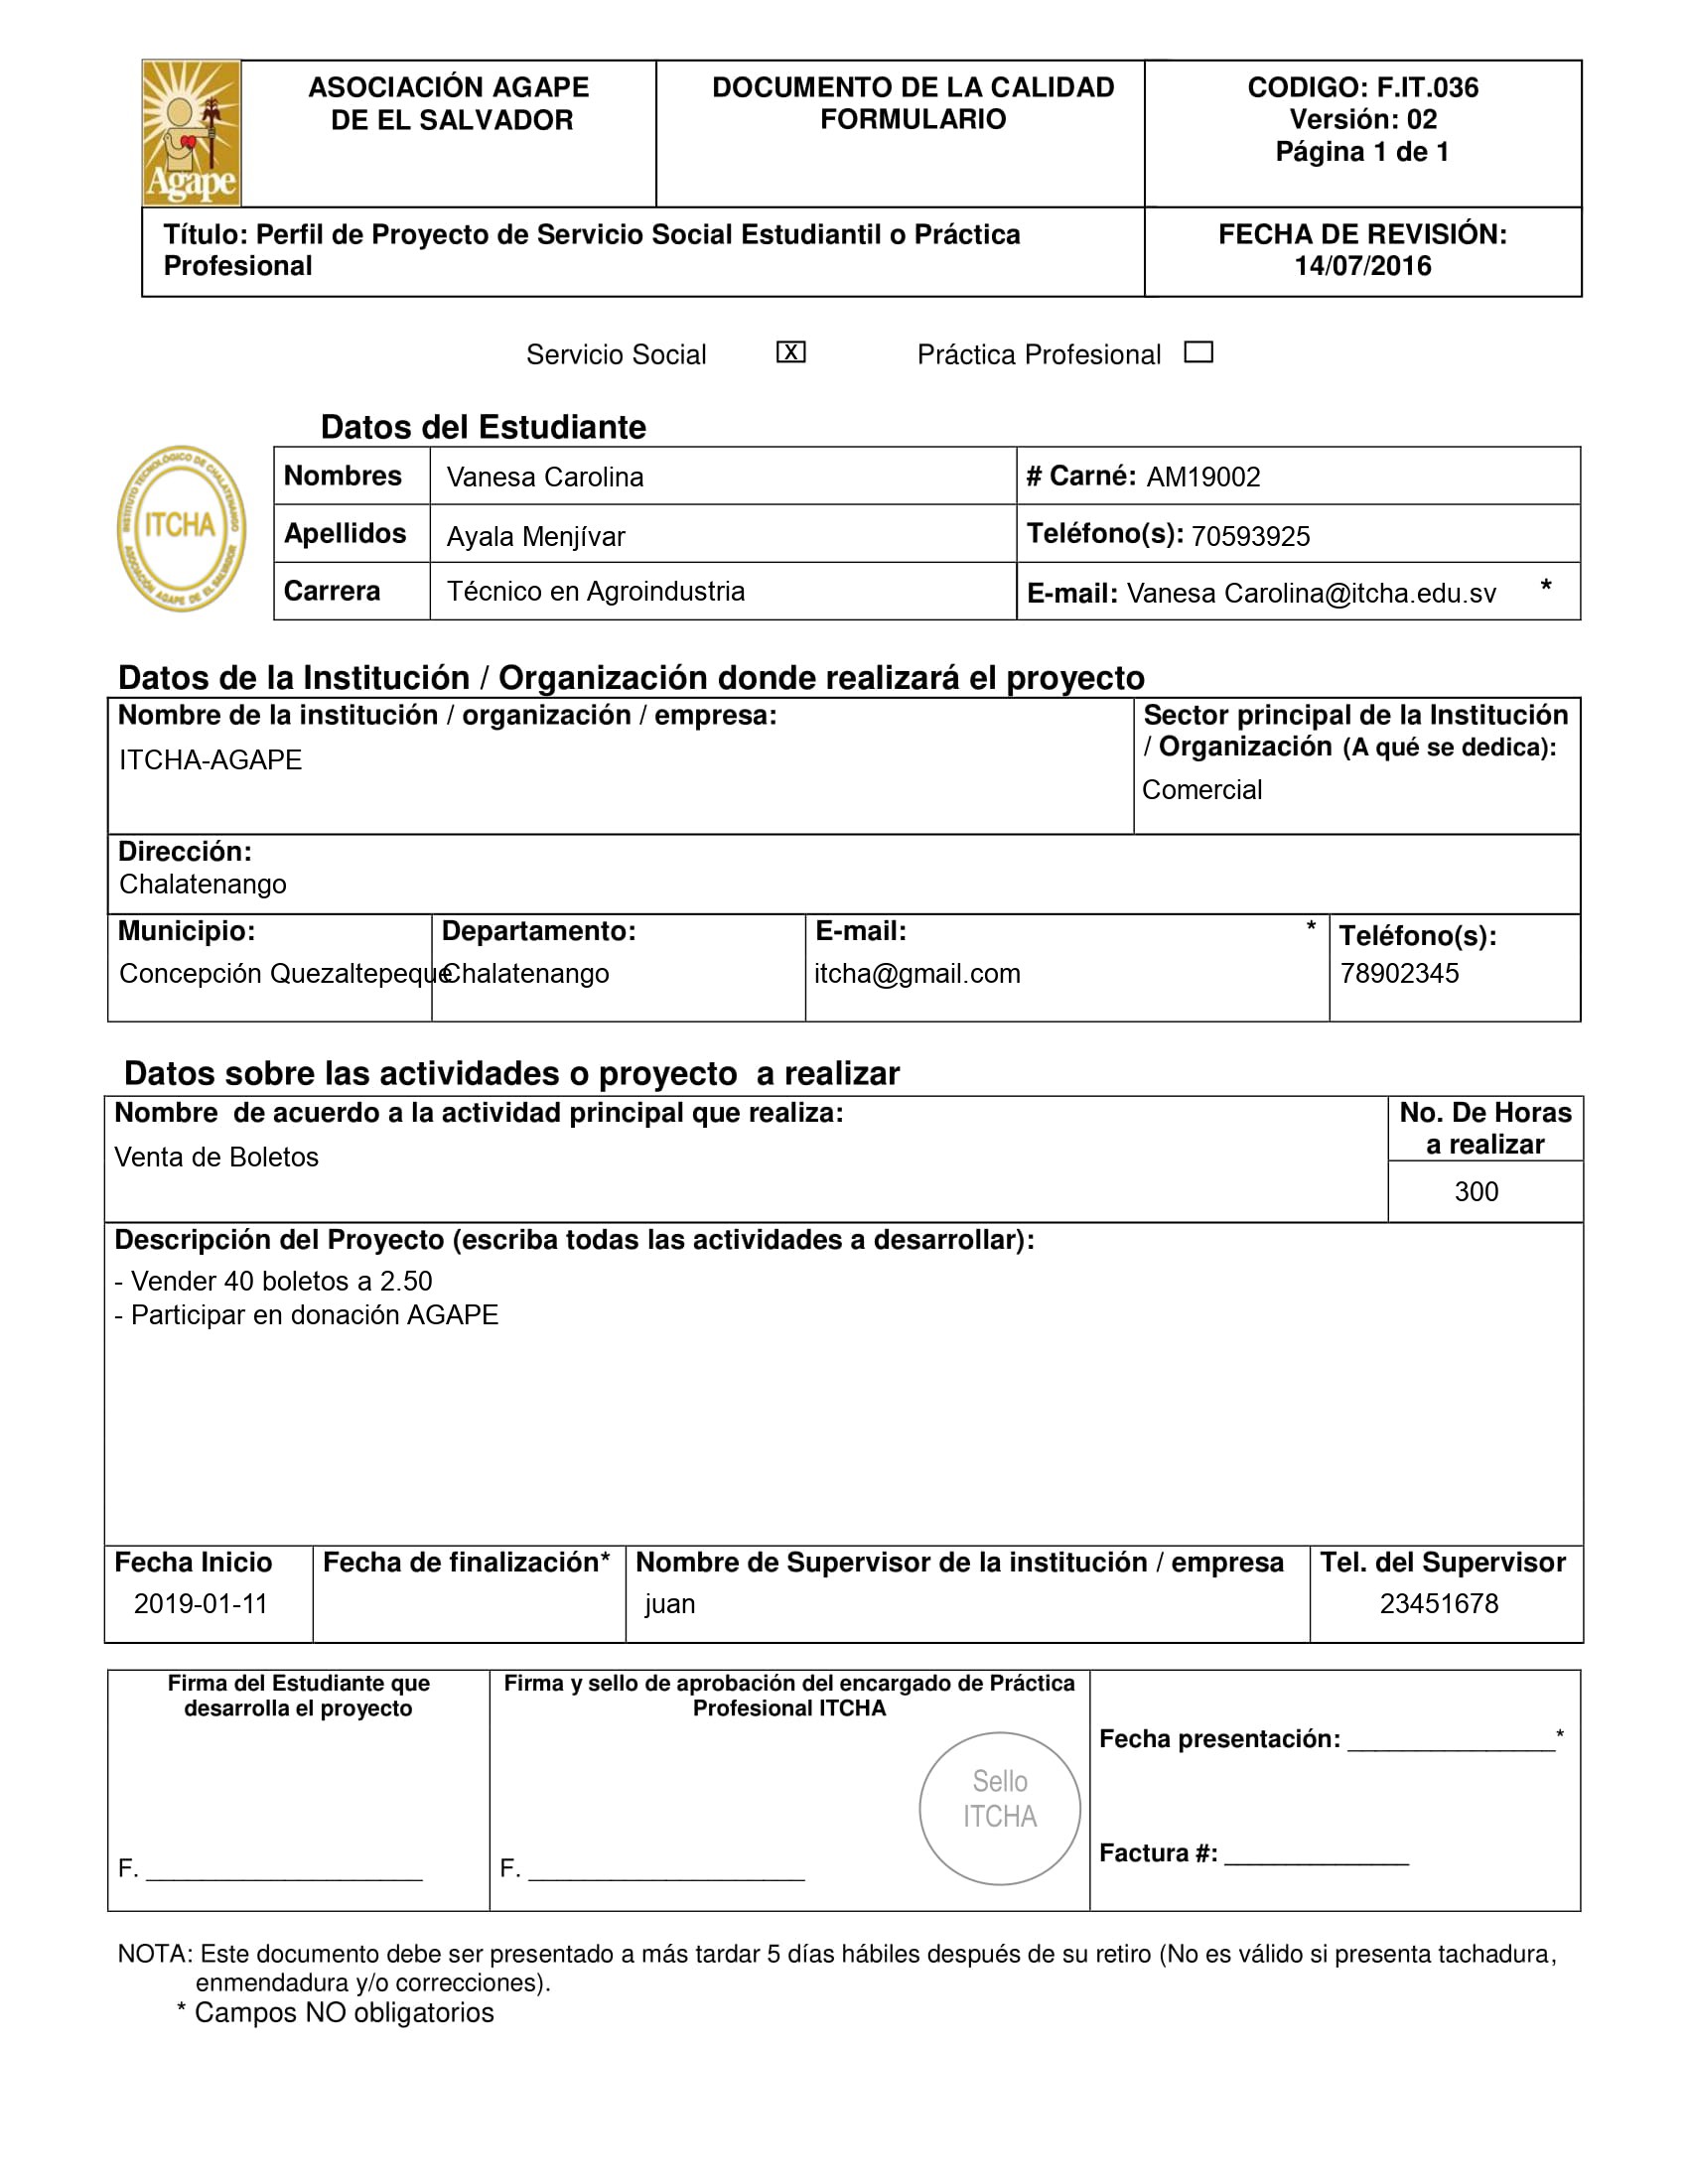 Agape
ASOCIACIÓN AGAPE
DE EL SALVADOR
DOCUMENTO DE LA CALIDAD
FORMULARIO
CODIGO: F.IT.036
Versión: 02
Página 1 de 1
Título: Perfil de Proyecto de Servicio Social Estudiantil o Práctica
Profesional
FECHA DE REVISIÓN:
14/07/2016
Servicio Social X Práctica Profesional
Datos del Estudiante
INSTITUTO TECNOLÓGICO DE CHALATENANGO
ITCHA
ASOCIACIÓN AGAPE DE EL SALVADOR
Nombres Vanesa Carolina # Carné: AM19002
Apellidos Ayala Menjívar Teléfono(s): 70593925
Carrera Técnico en Agroindustria E-mail: Vanesa Carolina@itcha.edu.sv *
Datos de la Institución / Organización donde realizará el proyecto
Nombre de la institución / organización / empresa:
ITCHA-AGAPE
Sector principal de la Institución
/ Organización (A qué se dedica):
Comercial
Dirección:
Chalatenango
Municipio: Departamento: E-mail: * Teléfono(s):
Concepción Quezaltepeque Chalatenango itcha@gmail.com 78902345
Datos sobre las actividades o proyecto a realizar
Nombre de acuerdo a la actividad principal que realiza:
Venta de Boletos
No. De Horas
a realizar
300
Descripción del Proyecto (escriba todas las actividades a desarrollar):
- Vender 40 boletos a 2.50
- Participar en donación AGAPE
Fecha Inicio Fecha de finalización* Nombre de Supervisor de la institución / empresa Tel. del Supervisor
2019-01-11 juan 23451678
Firma del Estudiante que
desarrolla el proyecto
F. ____________________
Firma y sello de aprobación del encargado de Práctica
Profesional ITCHA
Sello
ITCHA
F. ____________________
Fecha presentación: _______________*
Factura #: _____________
NOTA: Este documento debe ser presentado a más tardar 5 días hábiles después de su retiro (No es válido si presenta tachadura,
enmendadura y/o correcciones).
* Campos NO obligatorios